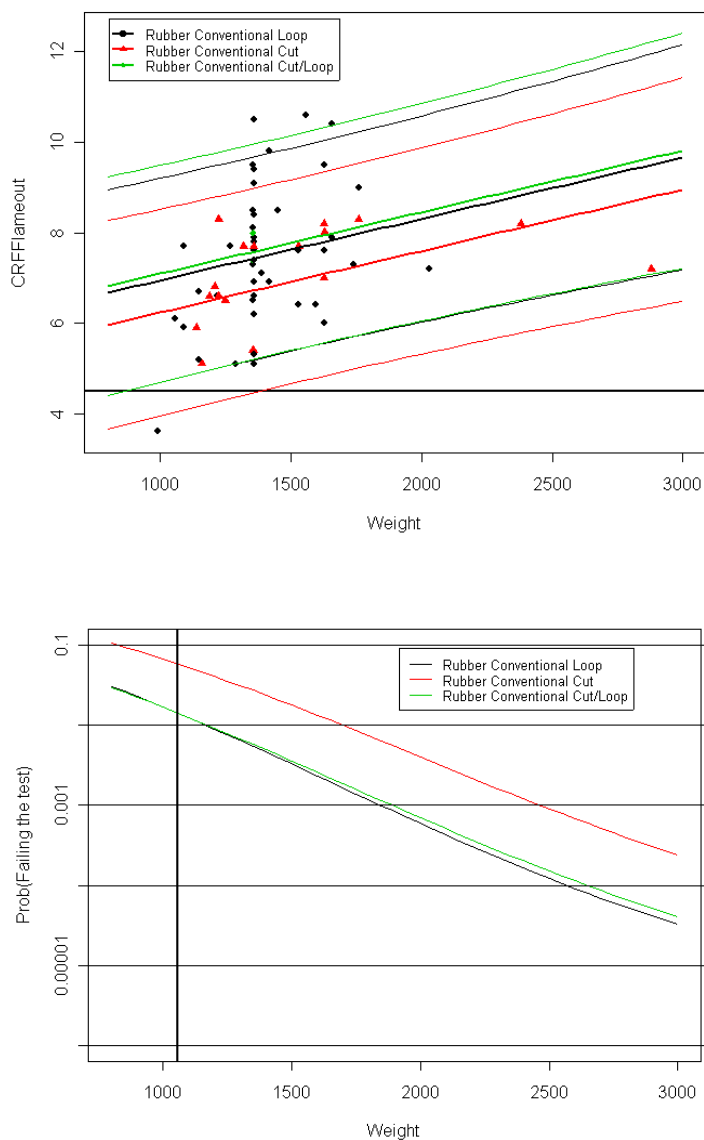 Rubber Conventional Loop
Rubber Conventional Cut
Rubber Conventional Cut/Loop
12
10
8
6
4
CRFFlameout
1000 1500 2000 2500 3000
Weight
Rubber Conventional Loop
Rubber Conventional Cut
Rubber Conventional Cut/Loop
0.1
0.001
0.00001
Prob(Failing the test)
1000 1500 2000 2500 3000
Weight